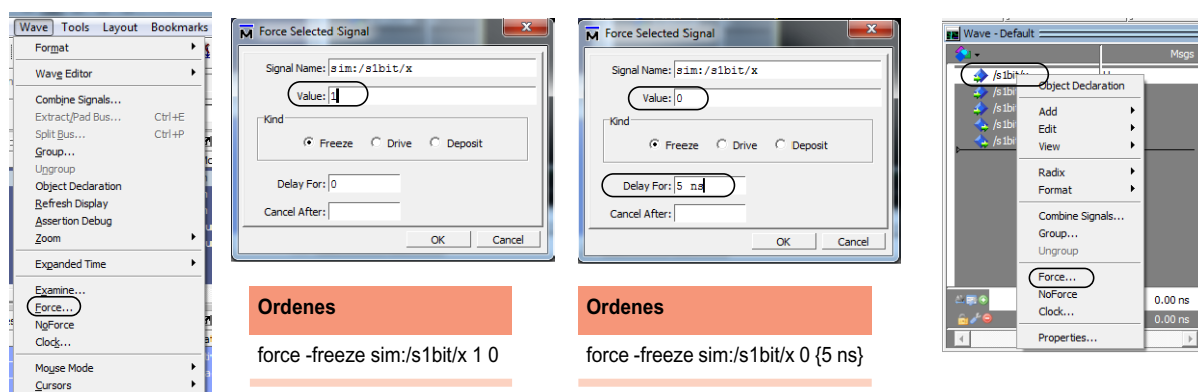 Wave Tools Layout Bookmarks
Format
Wave Editor
Combine Signals...
Extract/Pad Bus... Ctrl+E
Split Bus... Ctrl+P
Group...
Ungroup
Object Declaration
Refresh Display
Assertion Debug
Zoom
Expanded Time
Examine...
Force...
NoForce
Clock...
Mouse Mode
Cursors
Force Selected Signal
Signal Name: sim:/s1bit/x
Value: 1
Kind
Freeze Drive Deposit
Delay For: 0
Cancel After:
OK Cancel
Ordenes
force -freeze sim:/s1bit/x 1 0
Force Selected Signal
Signal Name: sim:/s1bit/x
Value: 0
Kind
Freeze Drive Deposit
Delay For: 5 ns
Cancel After:
OK Cancel
Ordenes
force -freeze sim:/s1bit/x 0 {5 ns}
Wave - Default
Msgs
/s1bit/x
/s1bi
/s1bi
/s1bi
Object Declaration
Add
Edit
View
Radix
Format
Combine Signals...
Group...
Ungroup
Force...
NoForce
Clock...
Properties...
0.00 ns
0.00 ns